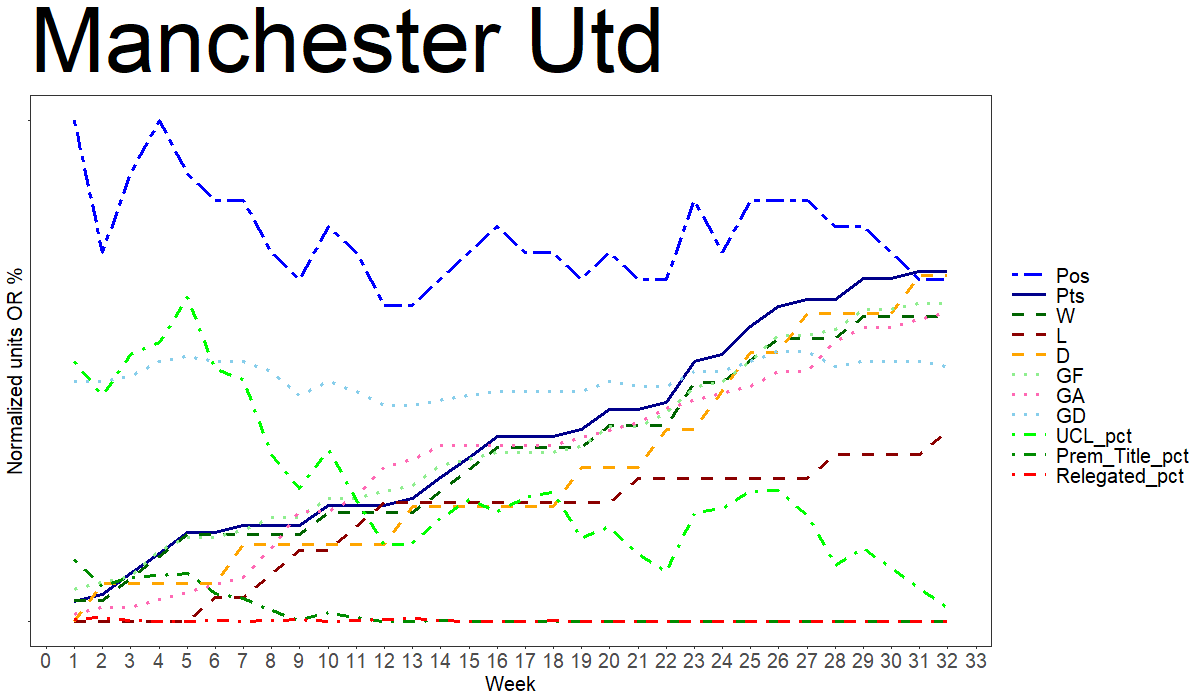 Manchester Utd
Normalized units OR %
Pos
Pts
W
L
D
GF
GA
GD
UCL_pct
Prem_Title_pct
Relegated_pct
0 1 2 3 4 5 6 7 8 9 10 11 12 13 14 15 16 17 18 19 20 21 22 23 24 25 26 27 28 29 30 31 32 33
Week